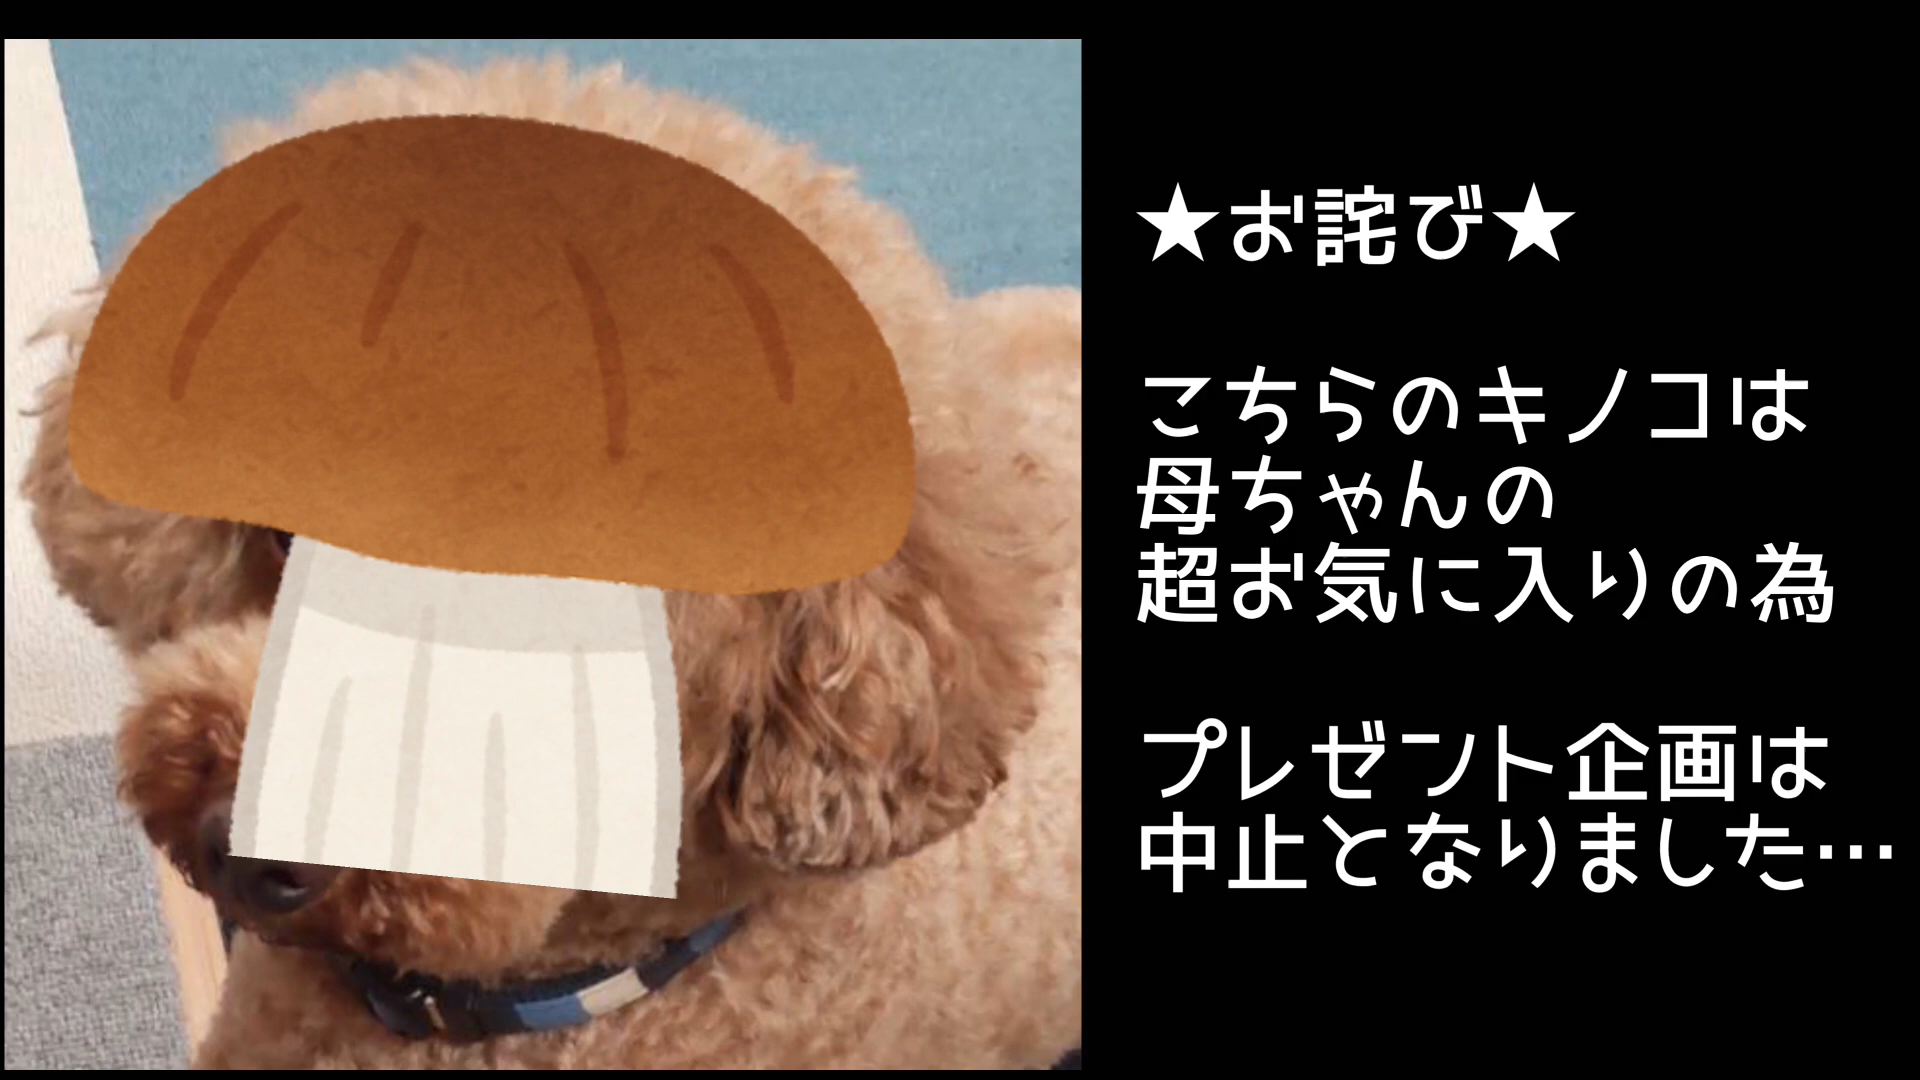 ★お詫び★
こちらのキノコは
母ちゃんの
超お気に入りの為
プレゼント企画は
中止となりました…